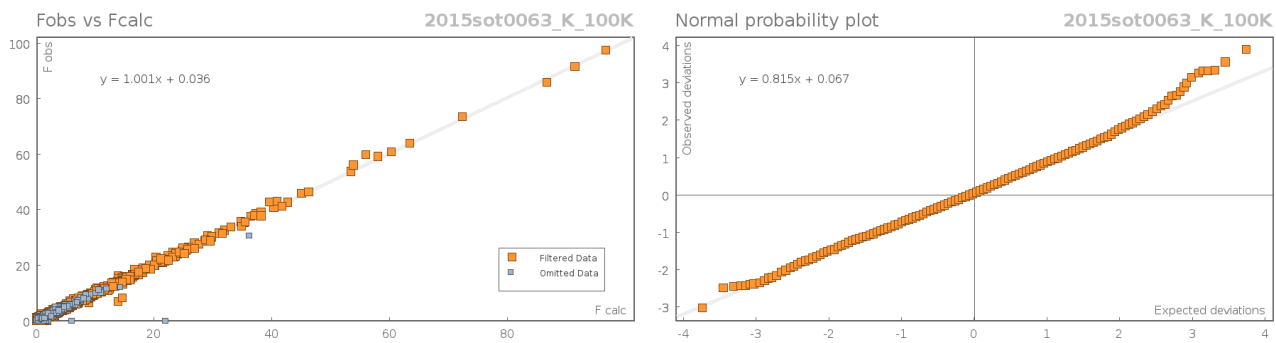 Fobs vs Fcalc
2015sot0063_K_100K
F obs
y = 1.001x + 0.036
100
80
60
40
20
0
Filtered Data
Omitted Data
F calc
0
20
40
60
80
Normal probability plot
2015sot0063_K_100K
Observed deviations
y = 0.815x + 0.067
4
3
2
1
0
-1
-2
-3
Expected deviations
-4
-3
-2
-1
0
1
2
3
4